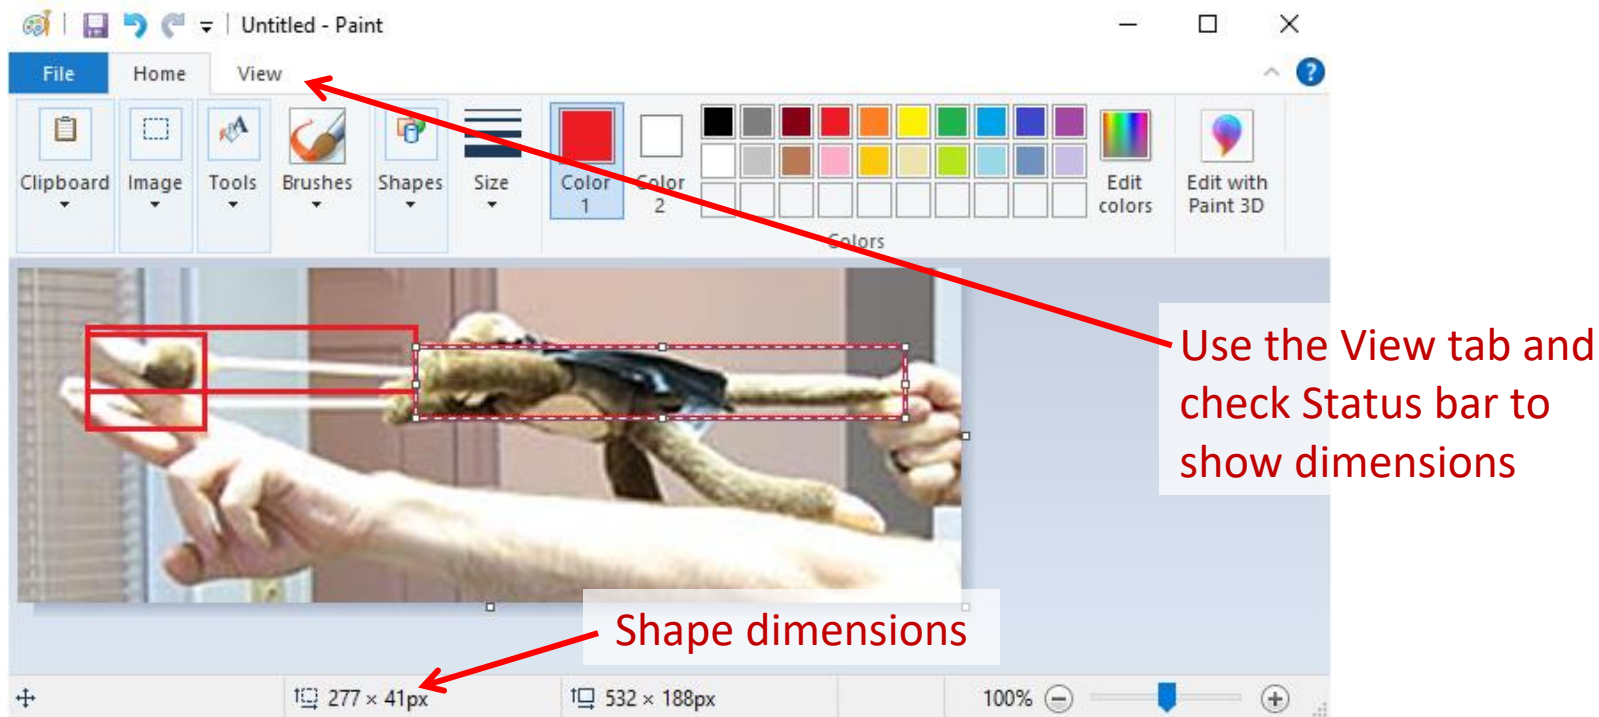 Untitled - Paint
File Home View
Clipboard Image Tools Brushes Shapes Size Color 1 Color 2 Edit colors Edit with Paint 3D
Colors
Use the View tab and
check Status bar to
show dimensions
Shape dimensions
277 × 41px 532 × 188px 100%